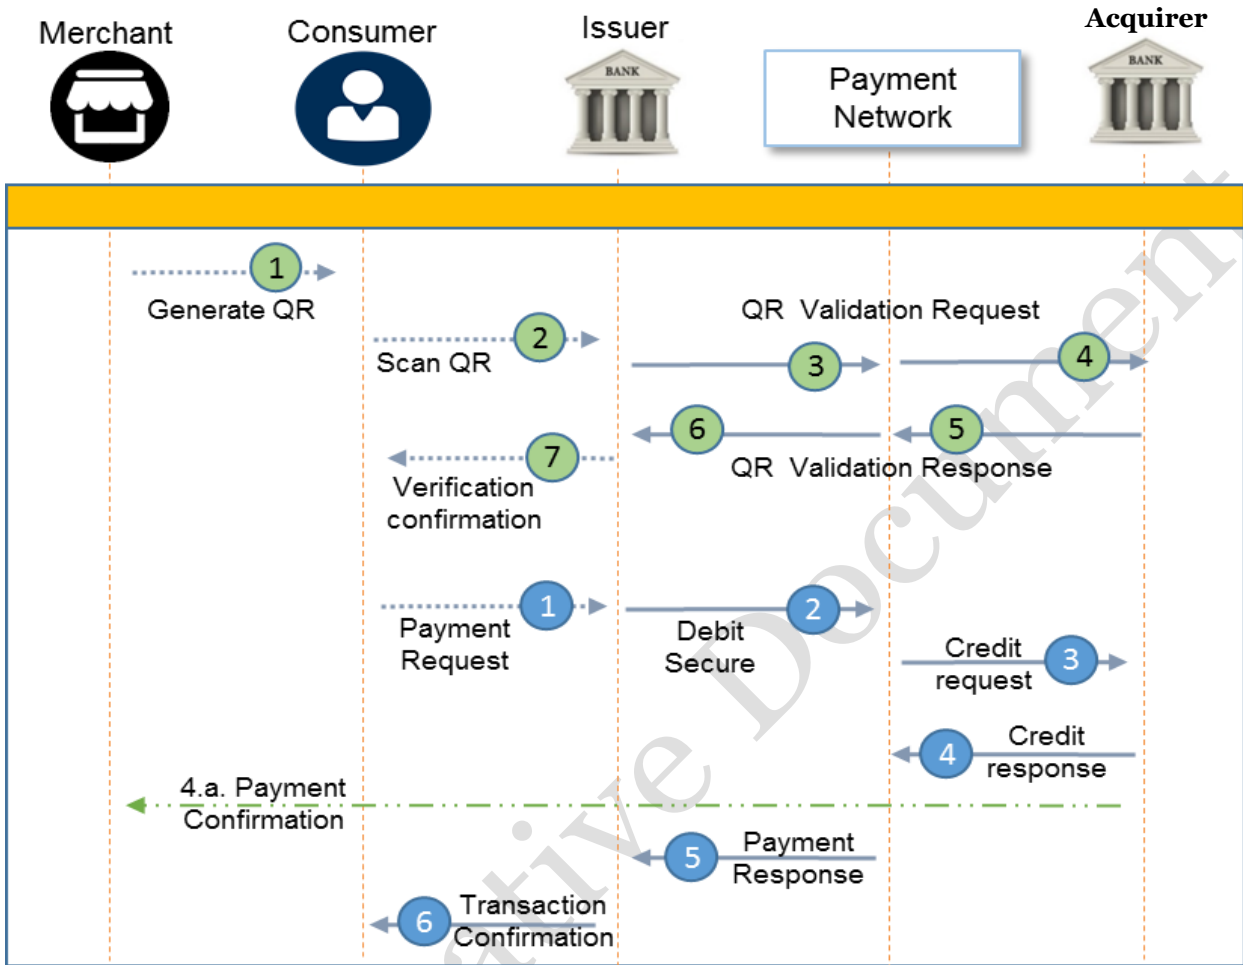 Merchant
Consumer
Issuer
Acquirer
BANK
Payment
Network
BANK
1
Generate QR
2
Scan QR
QR Validation Request
3
4
6
5
QR Validation Response
7
Verification
confirmation
1
Payment
Request
2
Debit
Secure
Credit
request
3
4
Credit
response
4.a. Payment
Confirmation
5
Payment
Response
6
Transaction
Confirmation
ative Document